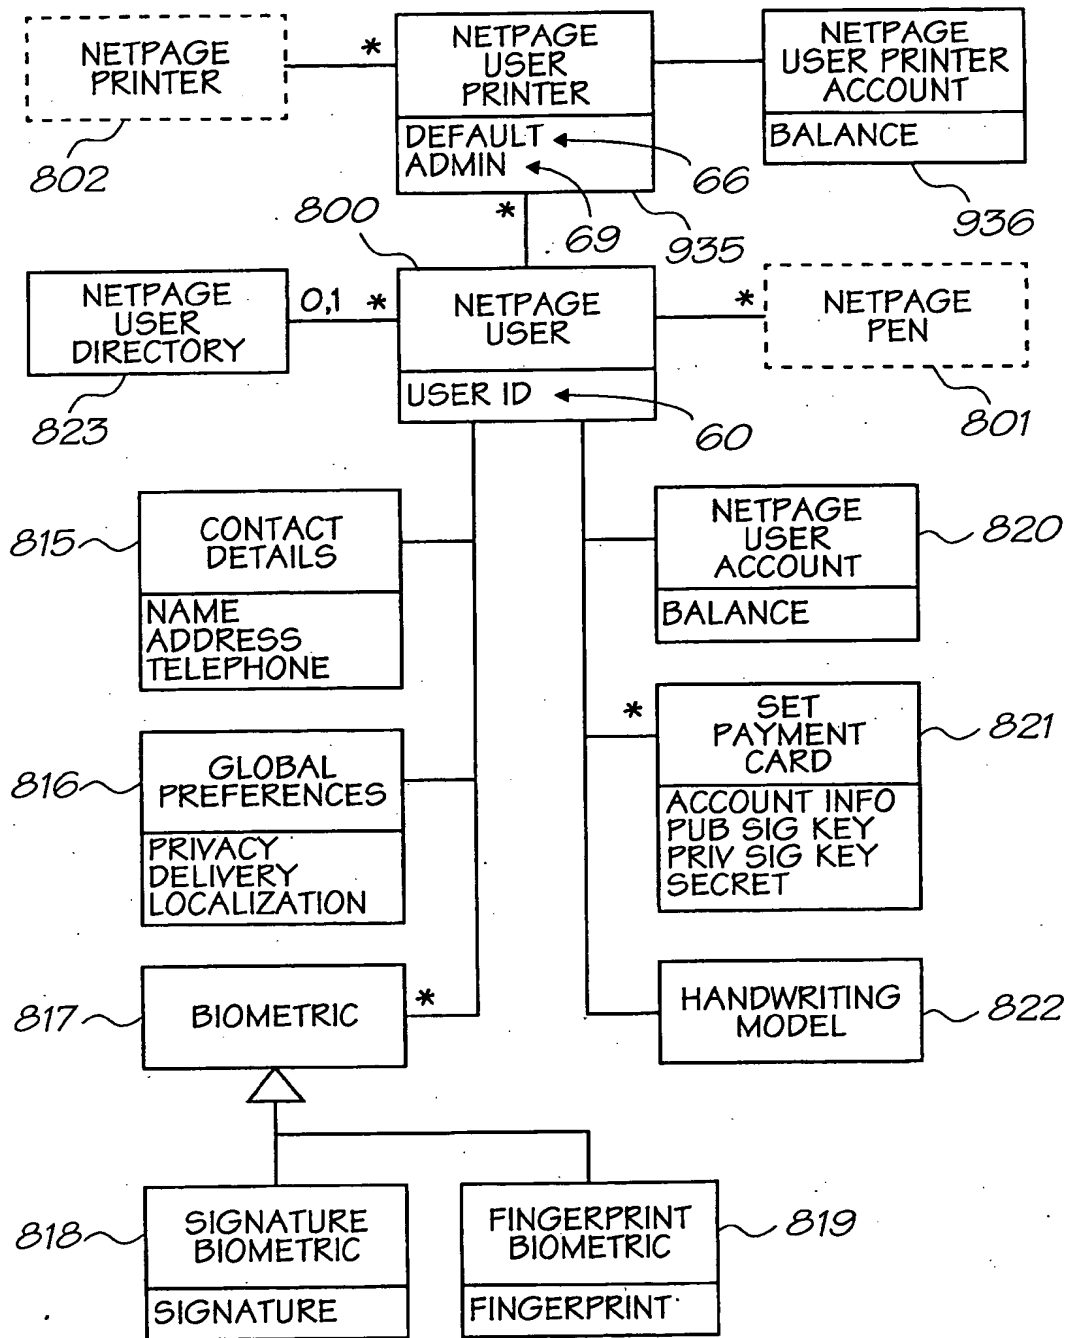 NETPAGE
PRINTER
802
*
NETPAGE
USER
PRINTER
DEFAULT
ADMIN
66
69
935
NETPAGE
USER PRINTER
ACCOUNT
BALANCE
936
*
800
NETPAGE
USER
DIRECTORY
823
0,1
*
NETPAGE
USER
USER ID
60
*
NETPAGE
PEN
801
815
CONTACT
DETAILS
NAME
ADDRESS
TELEPHONE
NETPAGE
USER
ACCOUNT
BALANCE
820
816
GLOBAL
PREFERENCES
PRIVACY
DELIVERY
LOCALIZATION
*
SET
PAYMENT
CARD
ACCOUNT INFO
PUB SIG KEY
PRIV SIG KEY
SECRET
821
817
BIOMETRIC
*
HANDWRITING
MODEL
822
818
SIGNATURE
BIOMETRIC
SIGNATURE
FINGERPRINT
BIOMETRIC
FINGERPRINT
819